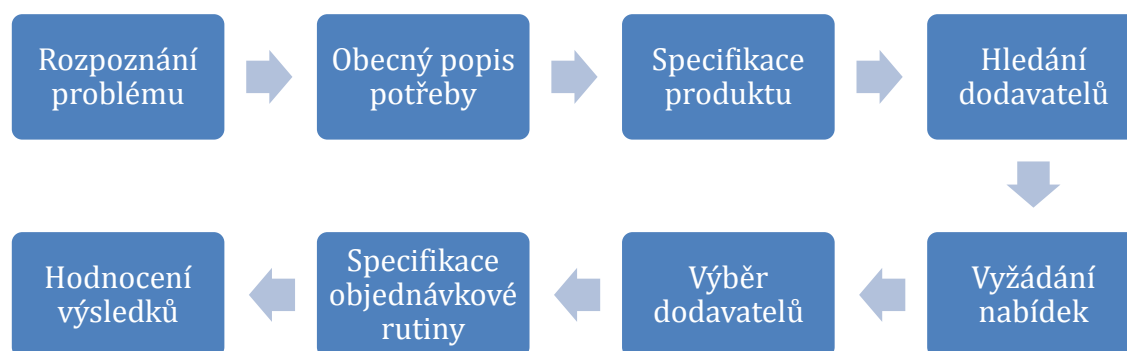 Rozpoznání
problému
Obecný popis
potřeby
Specifikace
produktu
Hledání
dodavatelů
Vyžádání
nabídek
Výběr
dodavatelů
Specifikace
objednávkové
rutiny
Hodnocení
výsledků